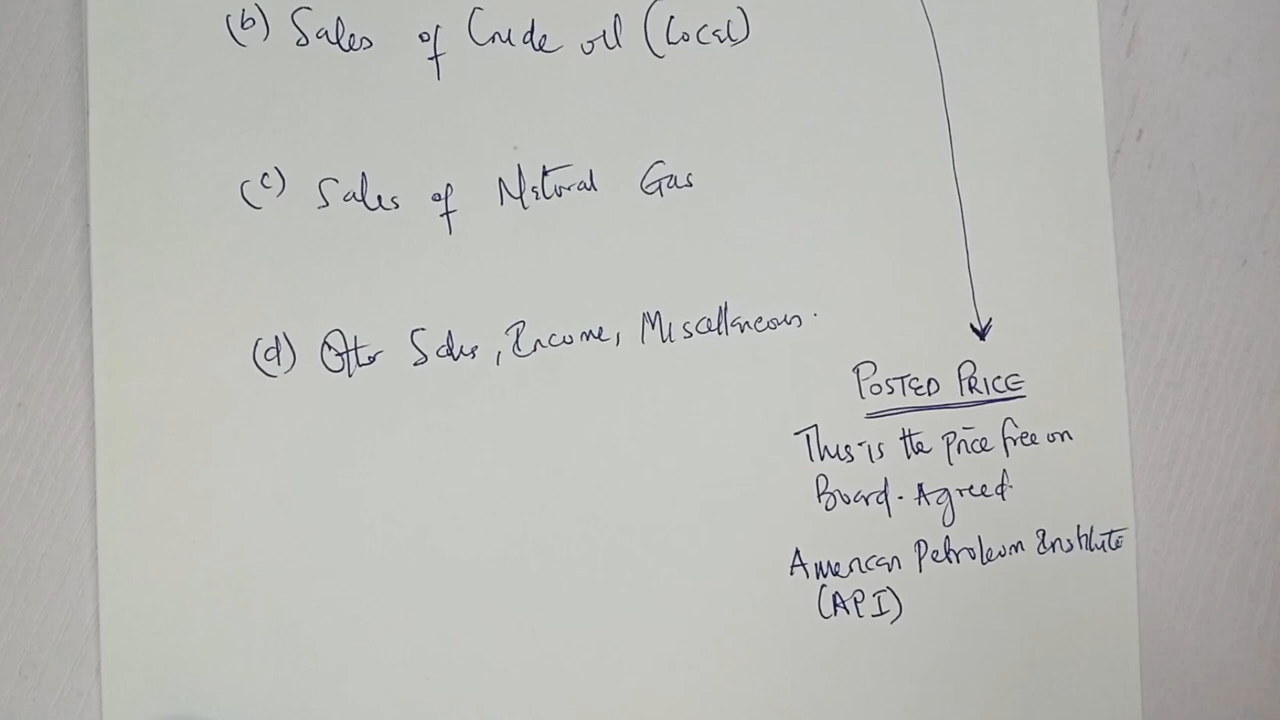 (b) Sales of Crude oil (Local)
(c) Sales of Natural Gas
(d) Other Sales, Income, Miscellaneous.
POSTED PRICE
This is the price free on
Board. Agreed.
American Petroleum Institute
(API)